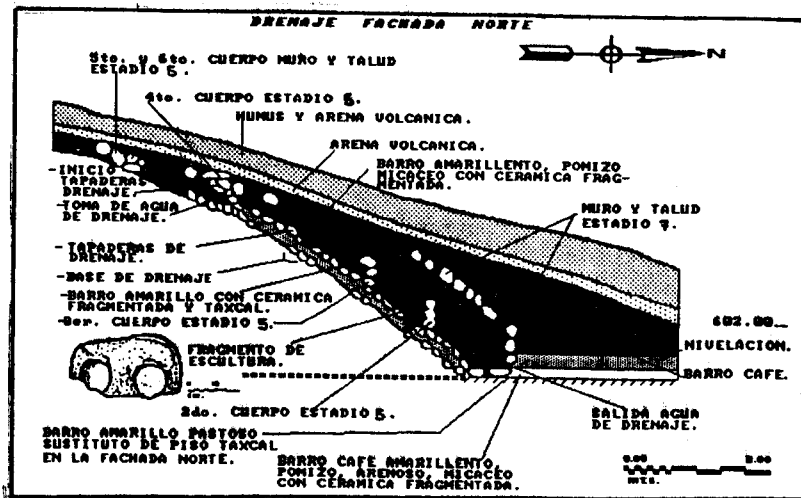 DRENAJE FACHADA NORTE
5to. y 6to. CUERPO MURO Y TALUD
ESTADIO 5.
N
4to. CUERPO ESTADIO 5.
HUMUS Y ARENA VOLCANICA.
ARENA VOLCANICA.
BARRO AMARILLENTO, POMIZO
MICACEO CON CERAMICA FRAG-
MENTADA.
-INICIO
TAPADERAS
DRENAJE.
-TOMA DE AGUA
DE DRENAJE.
MURO Y TALUD
ESTADIO 7.
-TAPADERAS DE
DRENAJE.
-BASE DE DRENAJE
-BARRO AMARILLO CON CERAMICA
FRAGMENTADA Y TAXCAL.
-3er. CUERPO ESTADIO 5.
602.00
NIVELACION.
FRAGMENTO DE
ESCULTURA.
BARRO CAFE.
2do. CUERPO ESTADIO 5.
SALIDA AGUA
DE DRENAJE.
BARRO AMARILLO PASTOSO
SUSTITUTO DE PISO TAXCAL
EN LA FACHADA NORTE.
BARRO CAFE AMARILLENTO,
POMIZO, ARENOSO, MICACEO
CON CERAMICA FRAGMENTADA.
0.00 2.00
MTS.